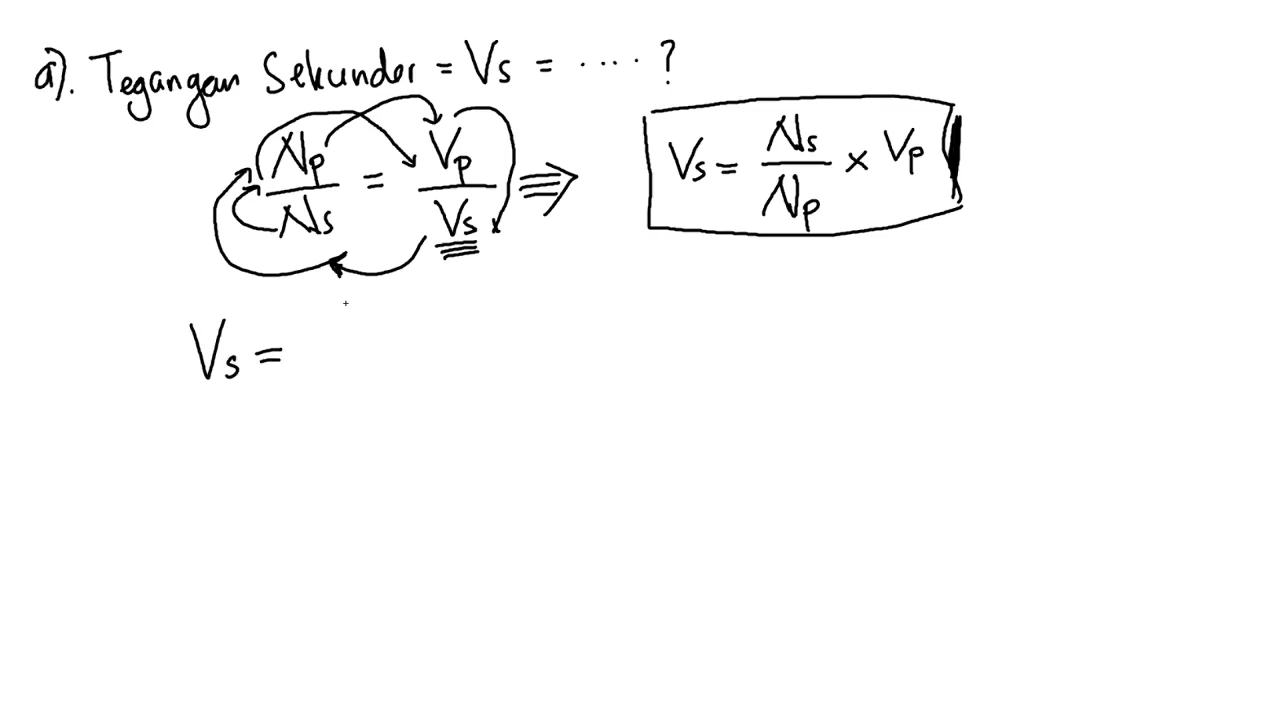 a). Tegangan Sekunder = Vs = ..... ?
Np/Ns = Vp/Vs ⇒ Vs = Ns/Np × Vp
Vs =